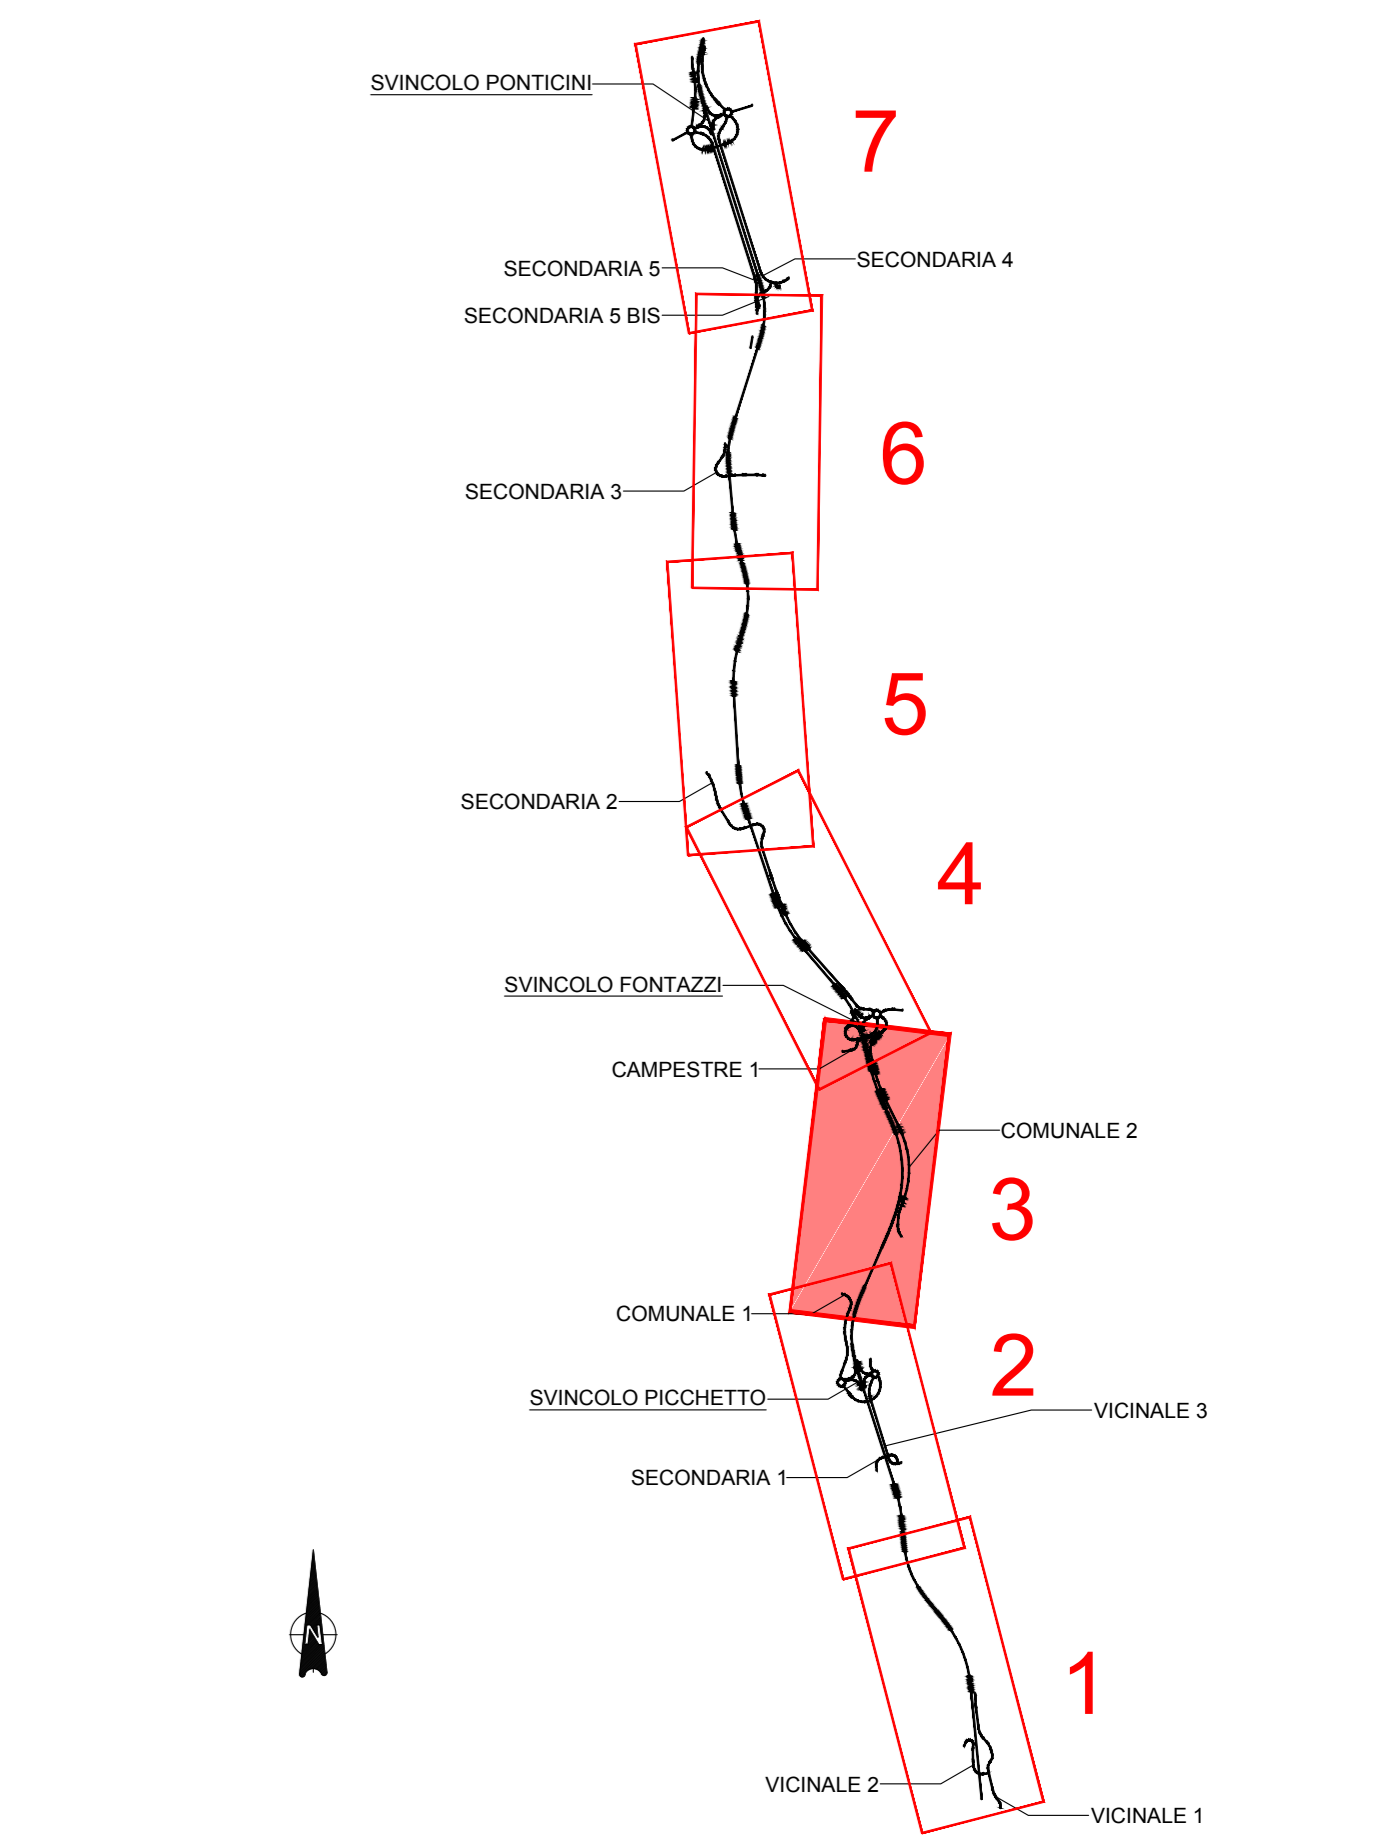 SVINCOLO PONTICINI
7
SECONDARIA 4
SECONDARIA 5
SECONDARIA 5 BIS
6
SECONDARIA 3
5
SECONDARIA 2
4
SVINCOLO FONTAZZI
CAMPESTRE 1
COMUNALE 2
3
COMUNALE 1
2
SVINCOLO PICCHETTO
VICINALE 3
SECONDARIA 1
N
1
VICINALE 2
VICINALE 1